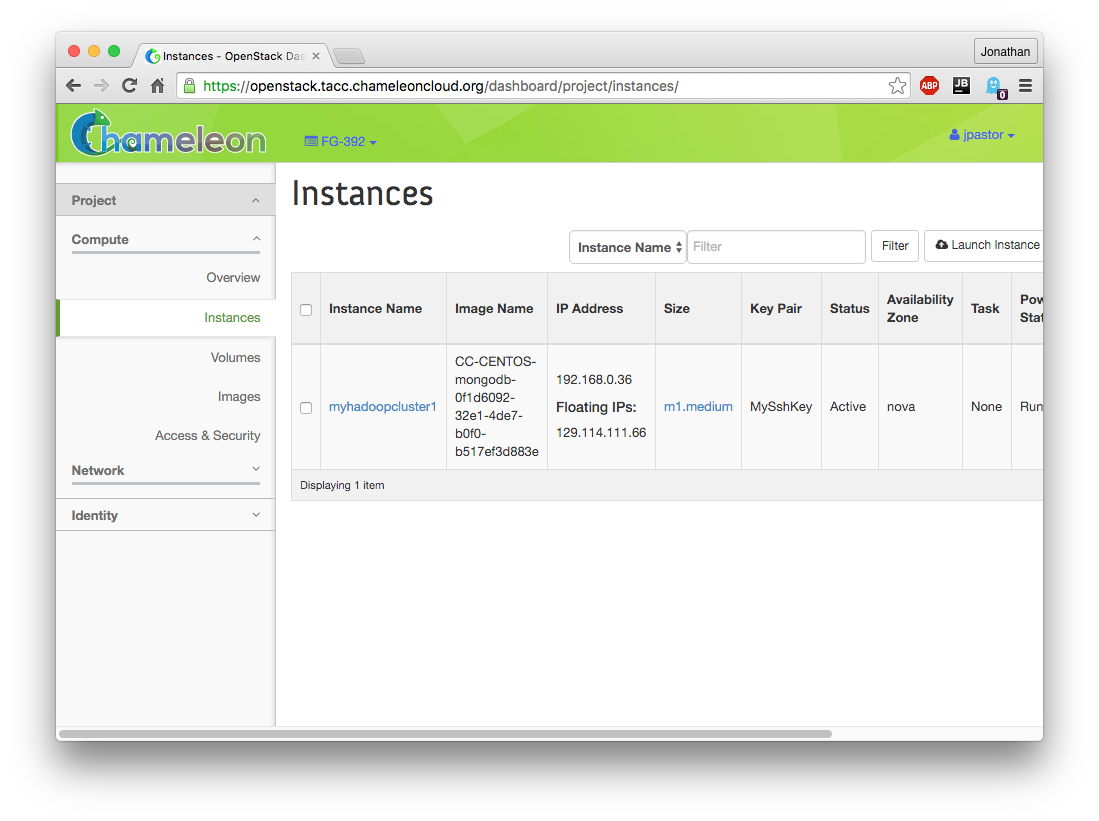 Instances - OpenStack Das
Jonathan
https://openstack.tacc.chameleoncloud.org/dashboard/project/instances/
ABP
JB
0
Chameleon
FG-392
jpastor
Project
Compute
Overview
Instances
Volumes
Images
Access & Security
Network
Identity
Instances
Instance Name
Filter
Filter
Launch Instance
Instance Name
Image Name
IP Address
Size
Key Pair
Status
Availability
Zone
Task
Pow
Stat
myhadoopcluster1
CC-CENTOS-
mongodb-
0f1d6092-
32e1-4de7-
b0f0-
b517ef3d883e
192.168.0.36
Floating IPs:
129.114.111.66
m1.medium
MySshKey
Active
nova
None
Run
Displaying 1 item